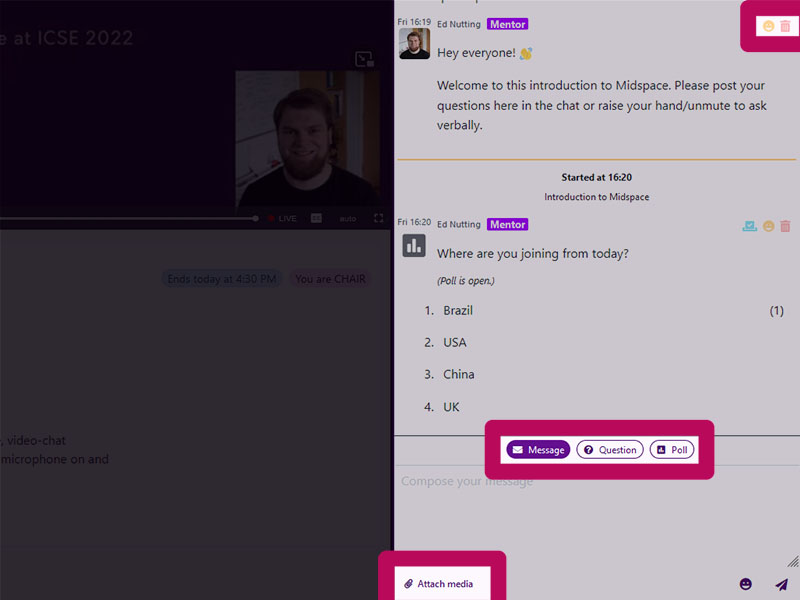 e at ICSE 2022
LIVE
auto
Ends today at 4:30 PM
You are CHAIR
, video-chat
microphone on and
Fri 16:19
Ed Nutting
Mentor
Hey everyone! 👋
Welcome to this introduction to Midspace. Please post your
questions here in the chat or raise your hand/unmute to ask
verbally.
Started at 16:20
Introduction to Midspace
Fri 16:20
Ed Nutting
Mentor
Where are you joining from today?
(Poll is open.)
1. Brazil (1)
2. USA
3. China
4. UK
Message
Question
Poll
Compose your message
Attach media